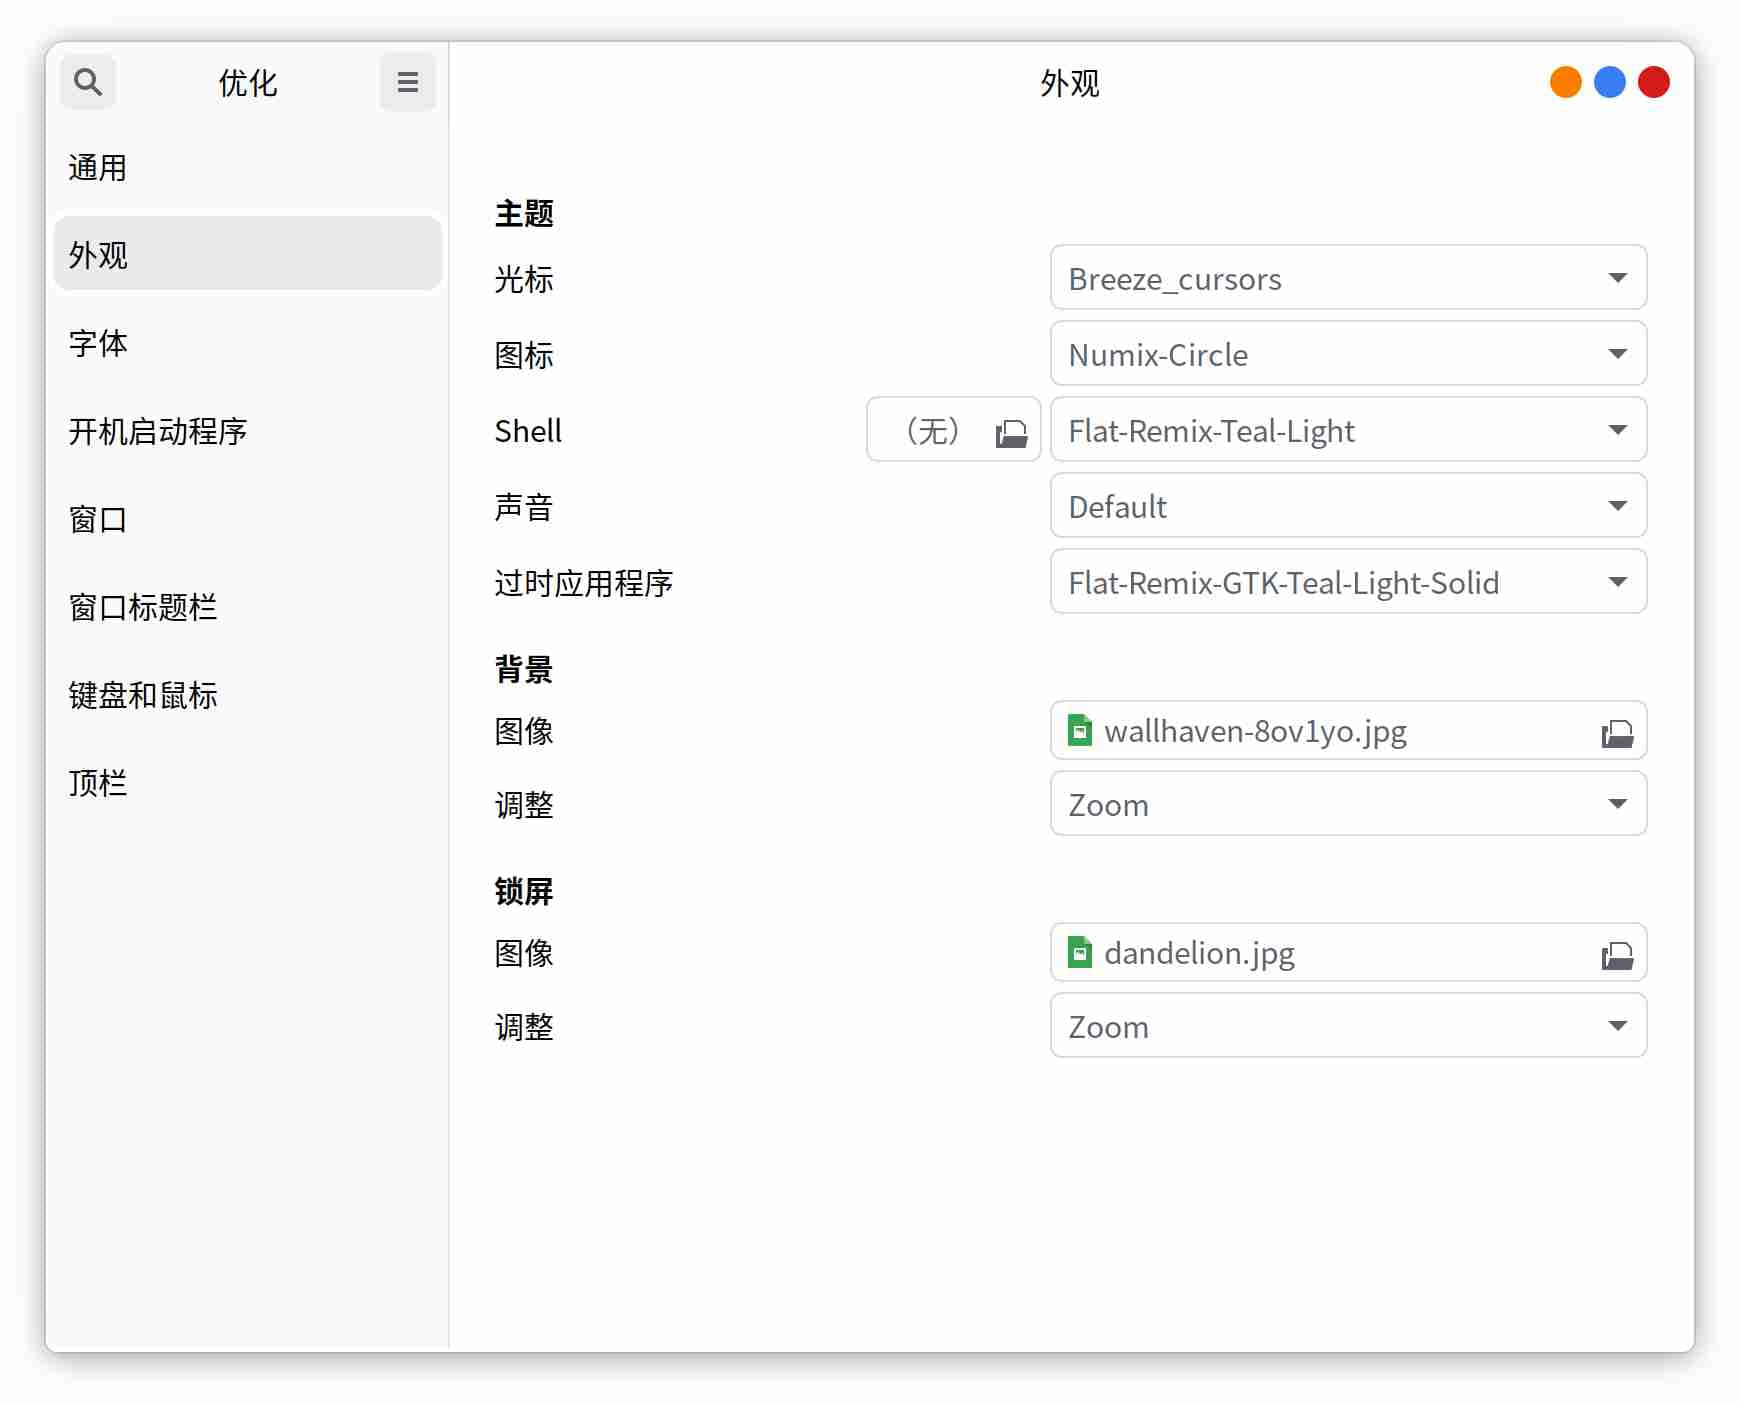 优化
外观
通用
外观
字体
开机启动程序
窗口
窗口标题栏
键盘和鼠标
顶栏
主题
光标 Breeze_cursors
图标 Numix-Circle
Shell （无） Flat-Remix-Teal-Light
声音 Default
过时应用程序 Flat-Remix-GTK-Teal-Light-Solid
背景
图像 wallhaven-8ov1yo.jpg
调整 Zoom
锁屏
图像 dandelion.jpg
调整 Zoom